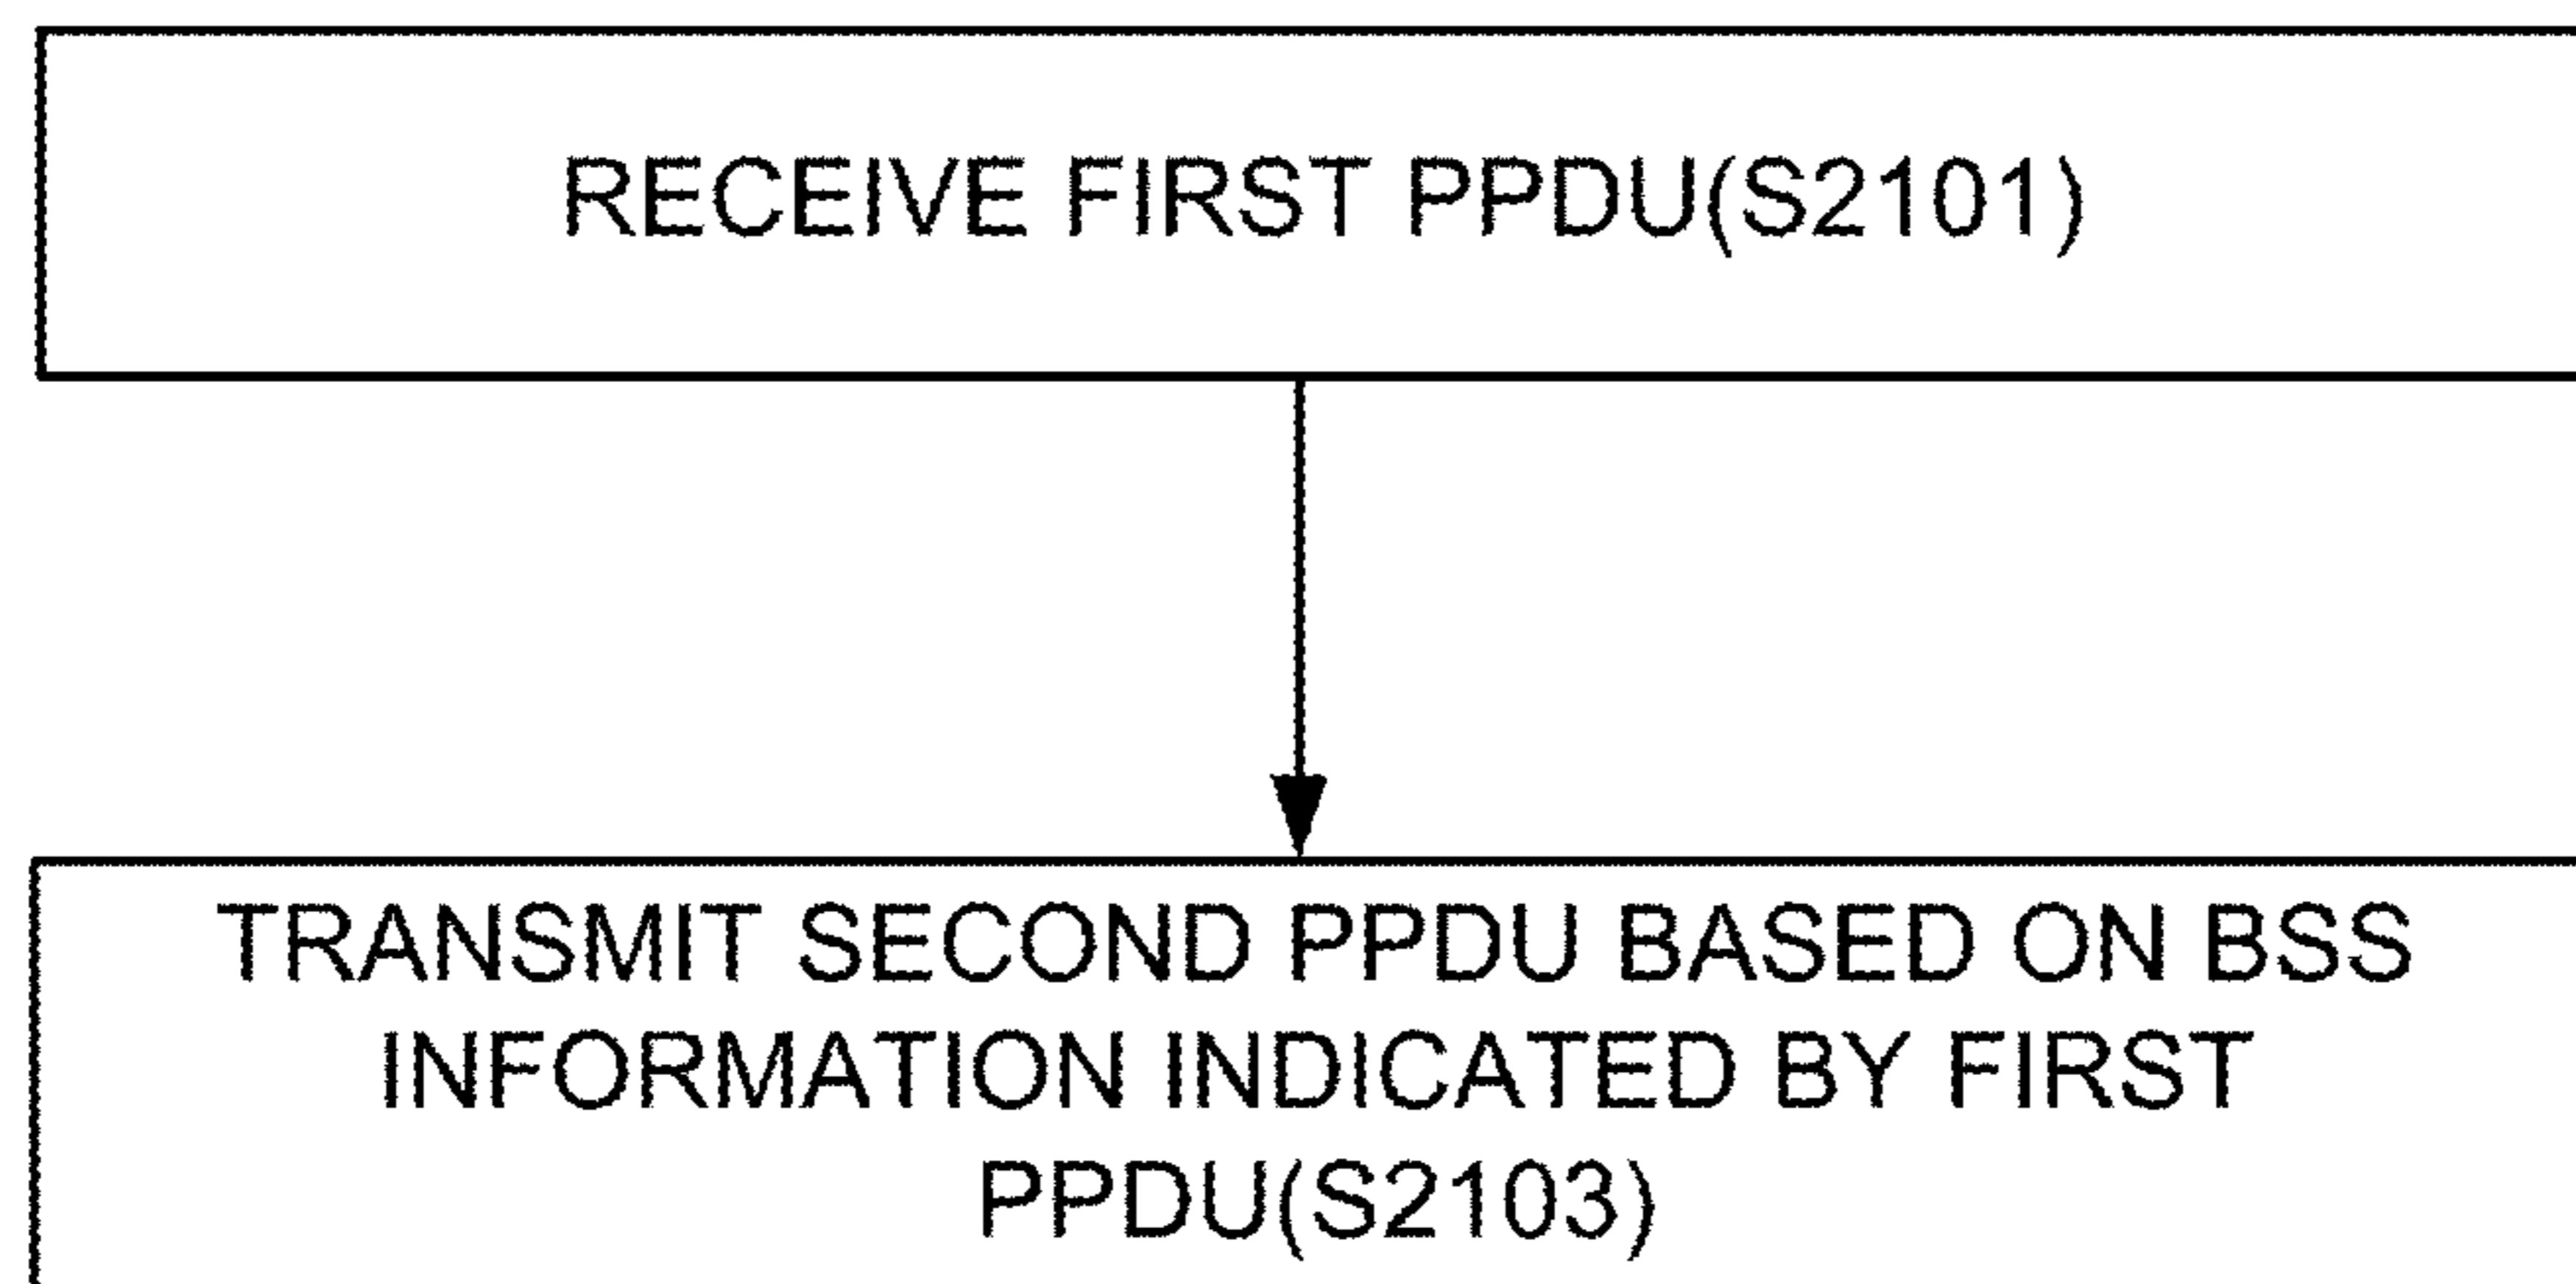 RECEIVE FIRST PPDU(S2101)
TRANSMIT SECOND PPDU BASED ON BSS
INFORMATION INDICATED BY FIRST
PPDU(S2103)